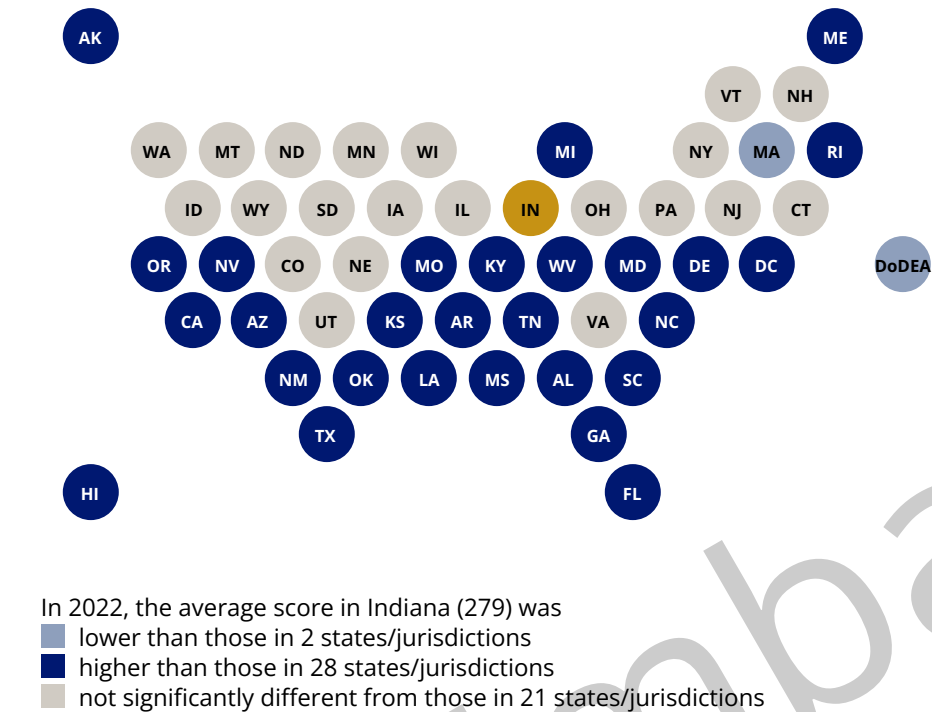 AK ME
VT NH
WA MT ND MN WI MI NY MA RI
ID WY SD IA IL IN OH PA NJ CT
OR NV CO NE MO KY WV MD DE DC DoDEA
CA AZ UT KS AR TN VA NC
NM OK LA MS AL SC
TX GA
HI FL
In 2022, the average score in Indiana (279) was
lower than those in 2 states/jurisdictions
higher than those in 28 states/jurisdictions
not significantly different from those in 21 states/jurisdictions